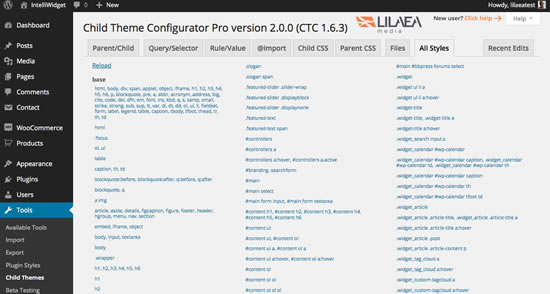 IntelliWidget
1
+ New
Howdy, lilaeatest
Dashboard
Posts
Media
Pages
Comments
Contact
WooCommerce
Products
Appearance
Plugins
Users
Tools
Available Tools
Import
Export
Plugin Styles
Child Themes
Beta Testing
Child Theme Configurator Pro version 2.0.0 (CTC 1.6.3)
LILAEA
media
New user? Click help
Help
Parent/Child
Query/Selector
Rule/Value
@import
Child CSS
Parent CSS
Files
All Styles
Recent Edits
Reload
base
html, body, div, span, applet, object, iframe, h1, h2, h3, h4,
h5, h6, p, blockquote, pre, a, abbr, acronym, address, big,
cite, code, del, dfn, em, font, ins, kbd, q, s, samp, small,
strike, strong, sub, sup, tt, var, dl, dt, dd, ol, ul, li, fieldset,
form, label, legend, table, caption, tbody, tfoot, thead, tr,
th, td
html
:focus
ol, ul
table
caption, th, td
blockquote:before, blockquote:after, q:before, q:after
blockquote, q
a img
article, aside, details, figcaption, figure, footer, header,
hgroup, menu, nav, section
embed, iframe, object
body, input, textarea
body
.wrapper
h1, h2, h3, h4, h5, h6
h1
h2
.slogan
.slogan span
.featured-slider .slider-wrap
.featured-slider .displayblock
.featured-slider .displaynone
.featured-text
.featured-text span
#controllers
#controllers a
#controllers a:hover, #controllers a.active
#branding .searchform
#main
#main select
#main form input, #main form textarea
#content h1, #content h2, #content h3, #content h4,
#content h5, #content h6
#content ul
#content ul, #content ol
#content ul a, #content ol a
#content ul a:hover, #content ol a:hover
#content li
#content ul li, #content ol li
#main #bbpress-forums select
.widget
.widget ul li a
.widget ul li a:hover
.widget-title
.widget-title, .widget-title a
.widget-title a:hover
.widget_search input.s
.widget_calendar #wp-calendar
.widget_calendar #wp-calendar caption, .widget_calendar
#wp-calendar td, .widget_calendar #wp-calendar th
.widget_calendar #wp-calendar caption
.widget_calendar #wp-calendar th
.widget_calendar #wp-calendar tfoot td
.widget_article
.widget_article .article-title, .widget_article .article-title a
.widget_article .article-title a:hover
.widget_article .post
.widget_article .article-content p
.widget_tag_cloud a
.widget_tag_cloud a:hover
.widget-custom-tagcloud a